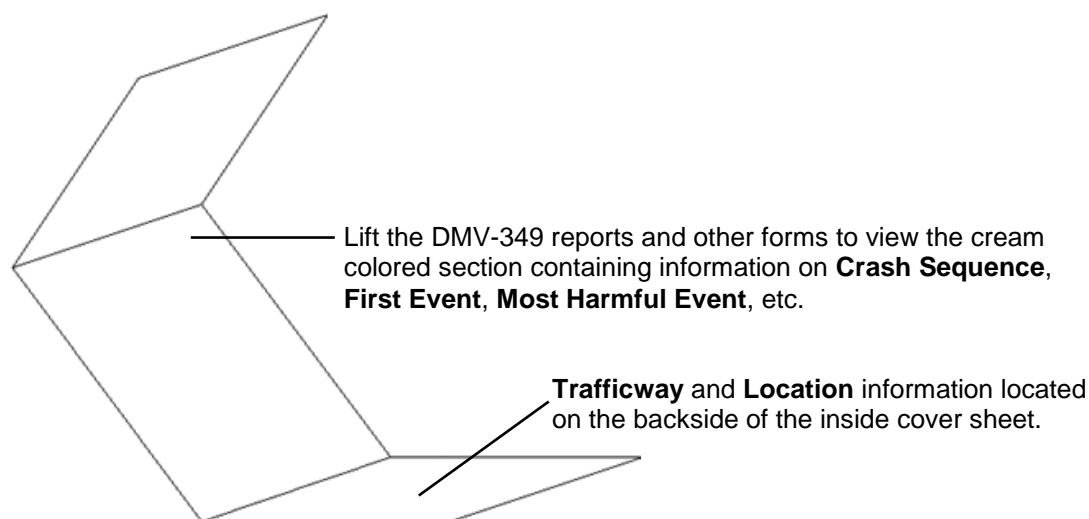 Lift the DMV-349 reports and other forms to view the cream
colored section containing information on Crash Sequence,
First Event, Most Harmful Event, etc.
Trafficway and Location information located
on the backside of the inside cover sheet.